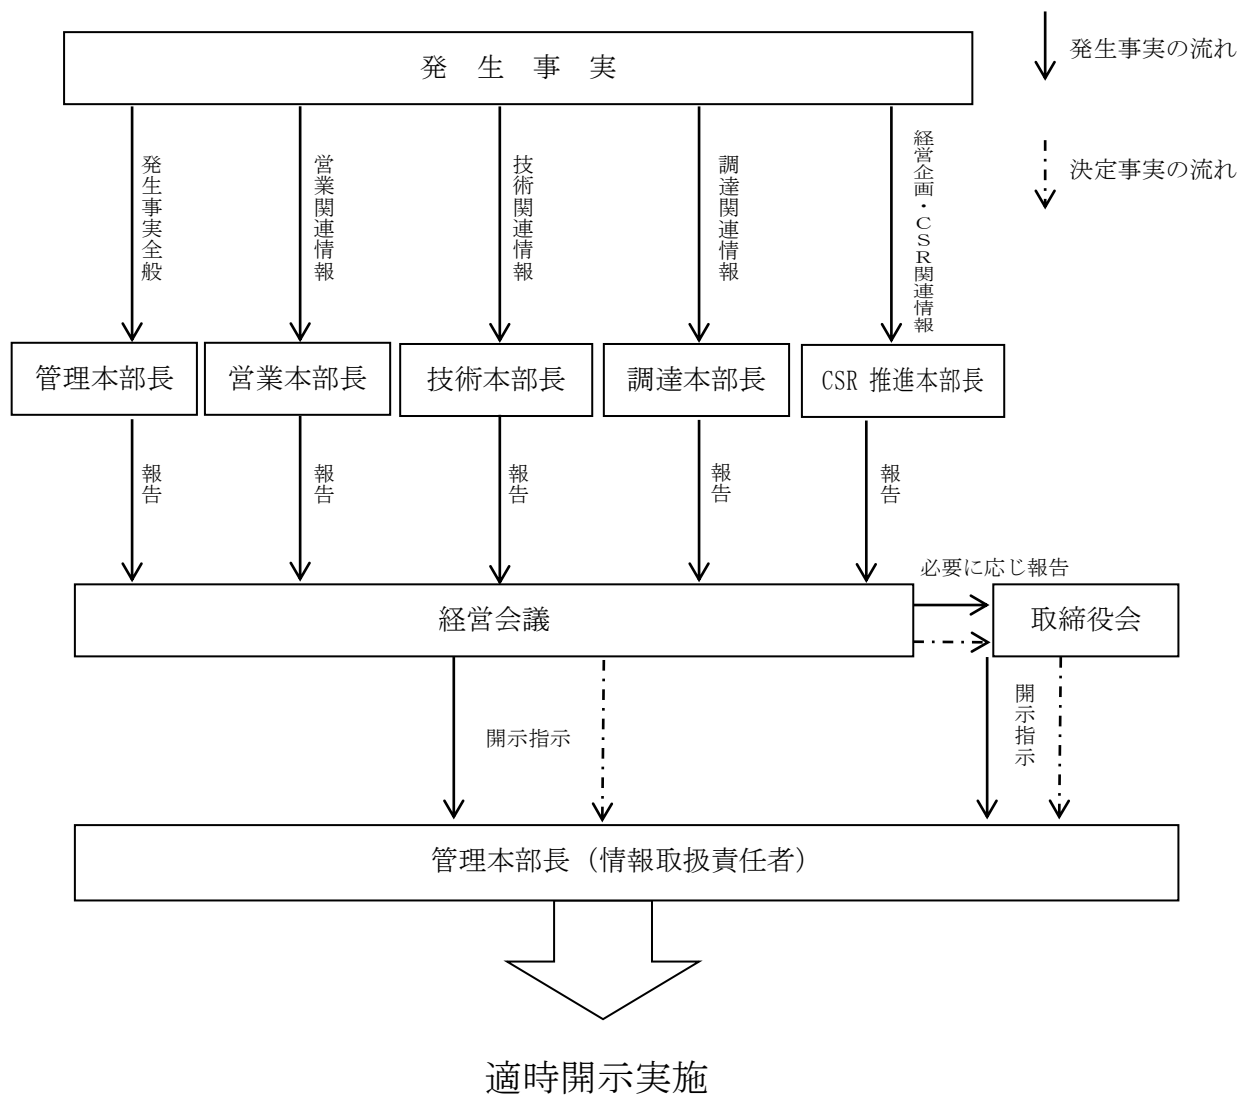 発　生　事　実
発生事実の流れ
決定事実の流れ
発生事実全般
営業関連情報
技術関連情報
調達関連情報
経営企画・CSR関連情報
管理本部長
営業本部長
技術本部長
調達本部長
CSR 推進本部長
報告
報告
報告
報告
報告
必要に応じ報告
経営会議
取締役会
開示指示
開示指示
管理本部長（情報取扱責任者）
適時開示実施